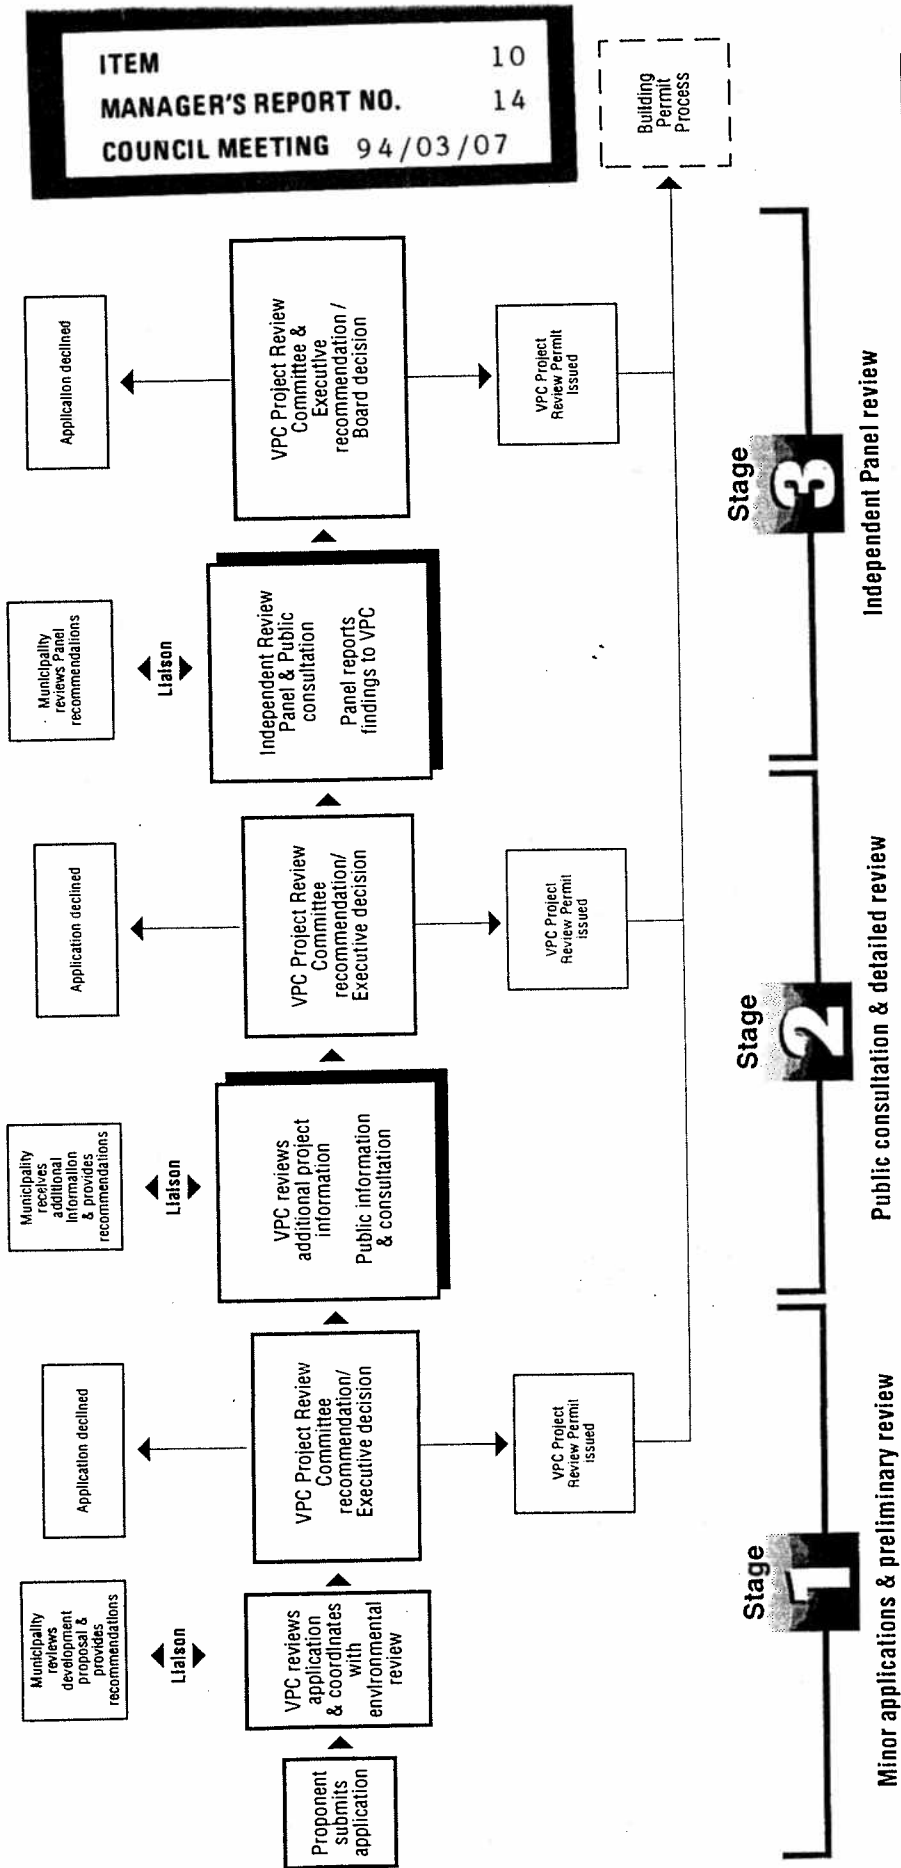 ITEM 10
MANAGER'S REPORT NO. 14
COUNCIL MEETING 94/03/07
Proponent
submits
application
Municipality
reviews
development
proposal &
provides
recommendations
Liaison
VPC reviews
application
& coordinates
with
environmental
review
Application declined
VPC Project Review
Committee
recommendation/
Executive decision
VPC Project
Review Permit
issued
Municipality
receives
additional
Information
& provides
recommendations
Liaison
VPC reviews
additional project
information
Public information
& consultation
Application declined
VPC Project Review
Committee
recommendation/
Executive decision
VPC Project
Review Permit
issued
Municipality
reviews Panel
recommendations
Liaison
Independent Review
Panel & Public
consultation
Panel reports
findings to VPC
Application declined
VPC Project Review
Committee &
Executive
recommendation /
Board decision
VPC Project
Review Permit
Issued
Building
Permit
Process
Stage
1
Minor applications & preliminary review
Stage
2
Public consultation & detailed review
Stage
3
Independent Panel review